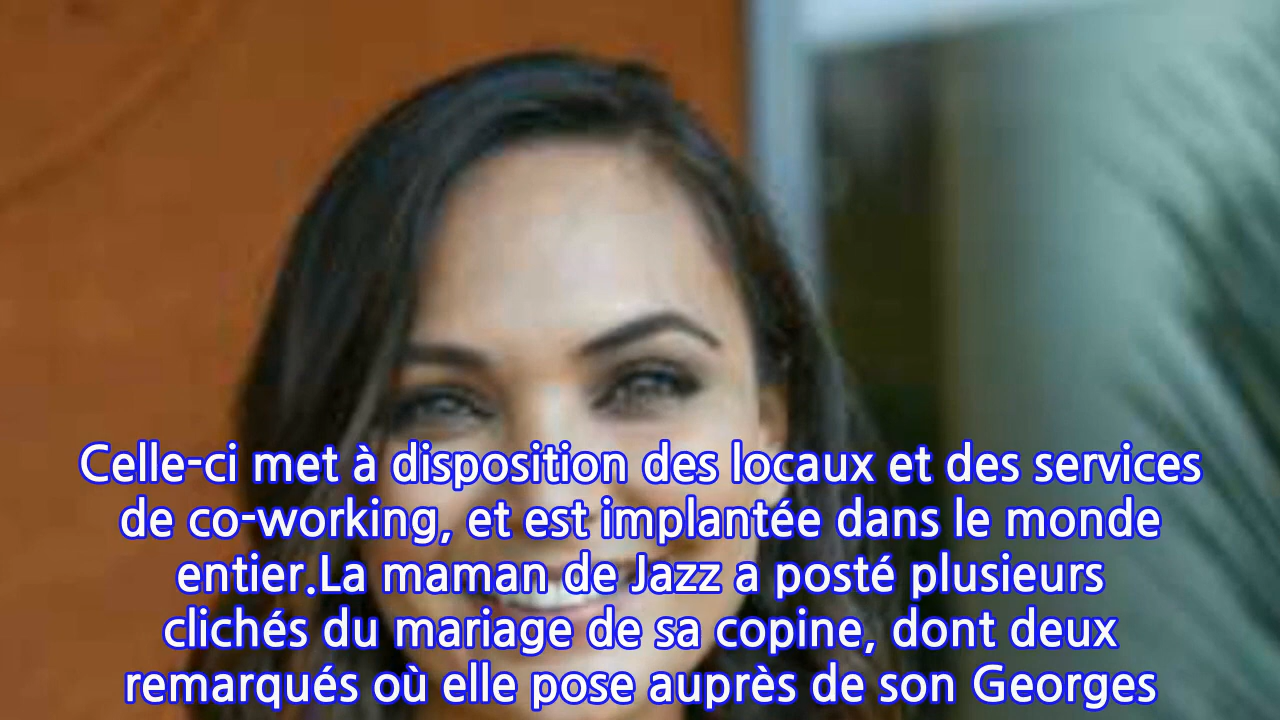 Celle-ci met à disposition des locaux et des services
de co-working, et est implantée dans le monde
entier.La maman de Jazz a posté plusieurs
clichés du mariage de sa copine, dont deux
remarqués où elle pose auprès de son Georges